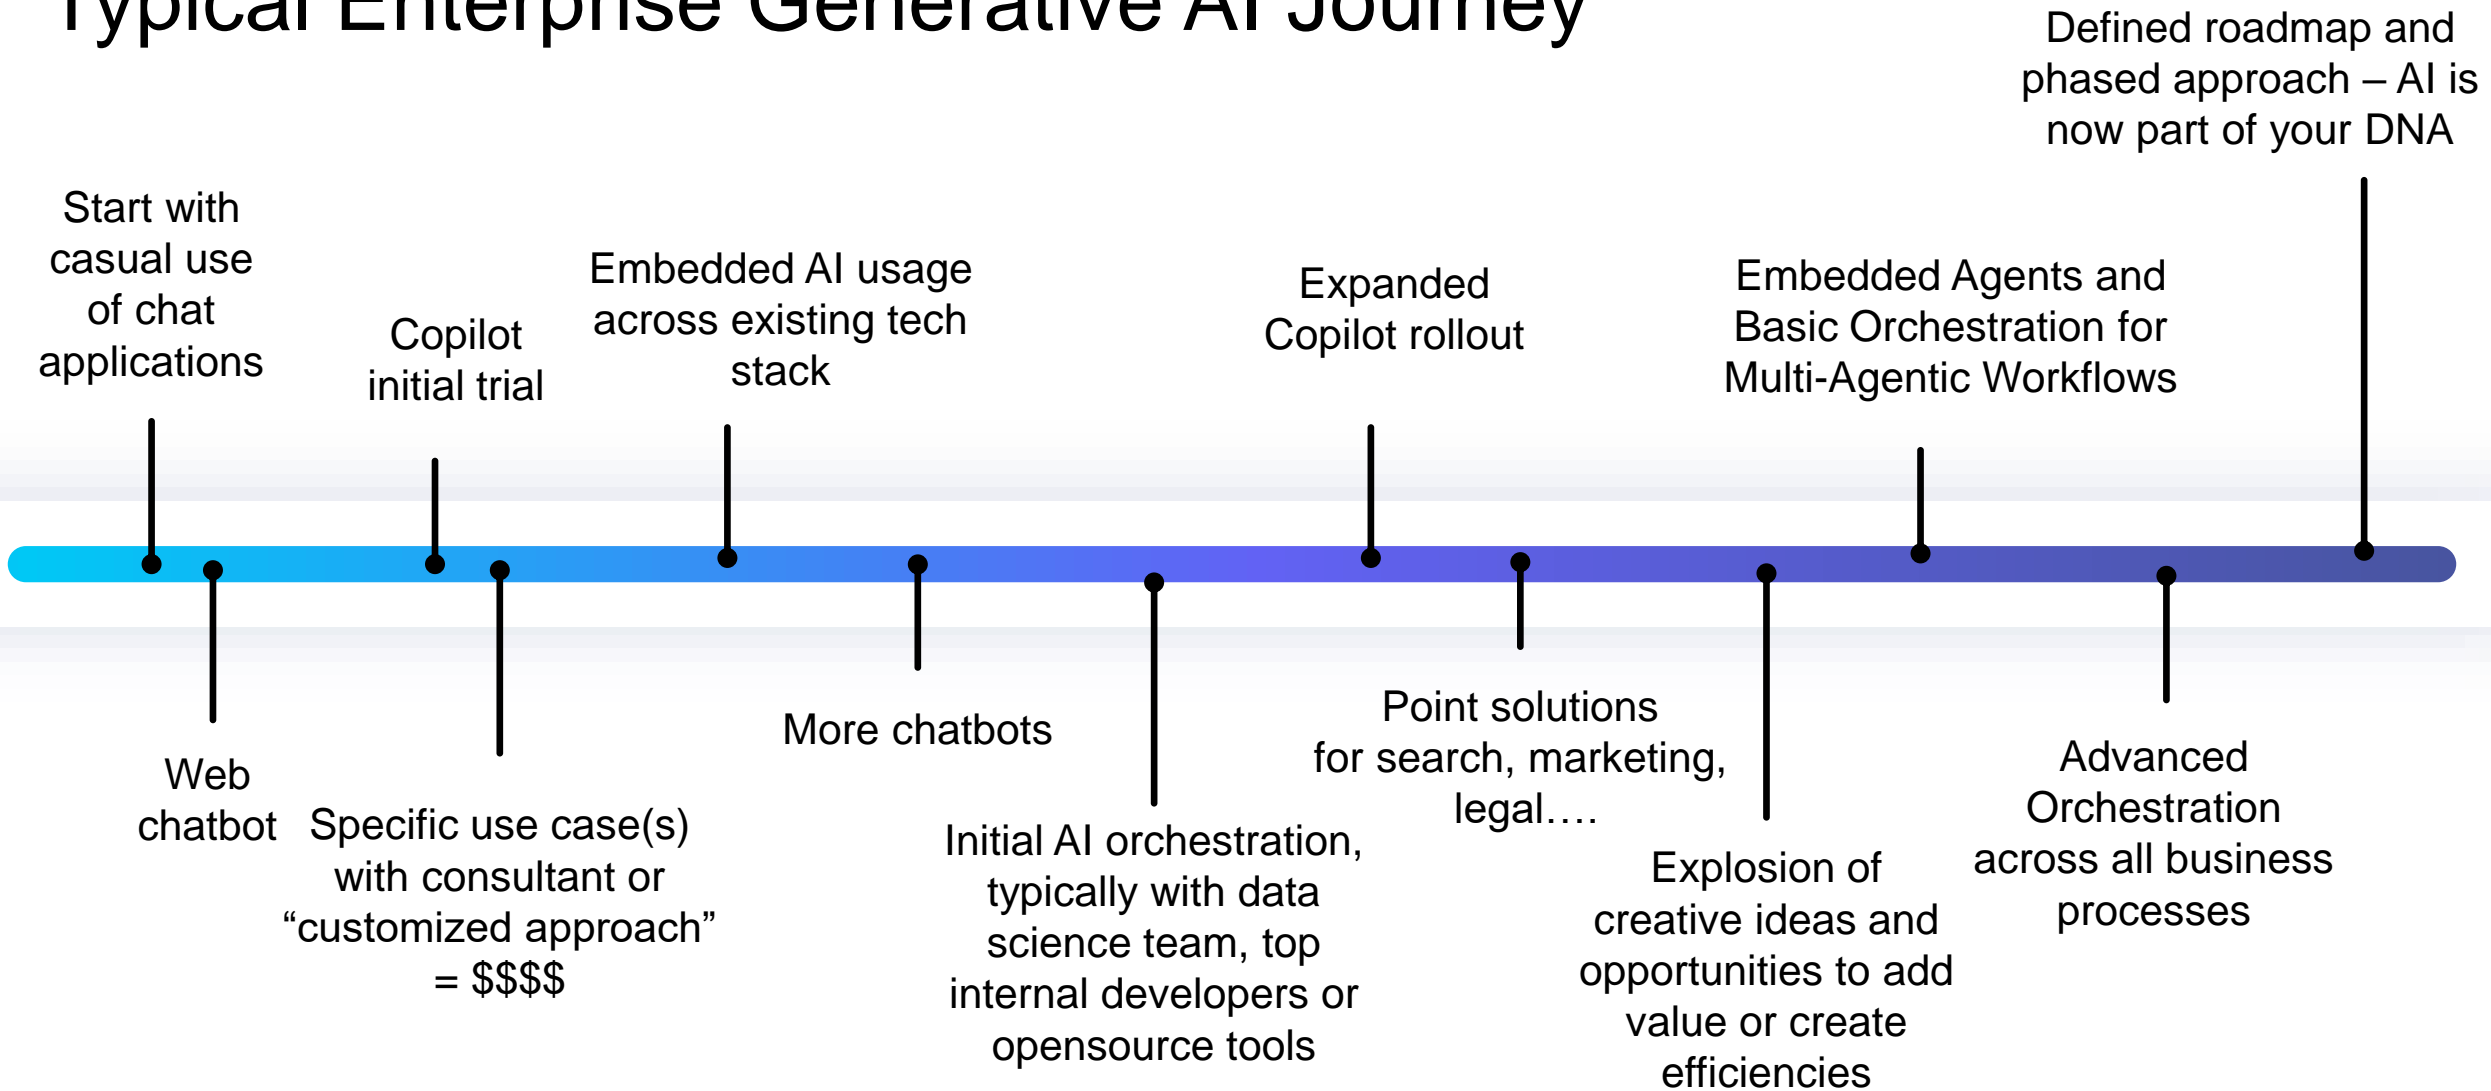 Typical Enterprise Generative AI Journey
Defined roadmap and
phased approach – AI is
now part of your DNA
Start with
casual use
of chat
applications
Copilot
initial trial
Embedded AI usage
across existing tech
stack
Expanded
Copilot rollout
Embedded Agents and
Basic Orchestration for
Multi-Agentic Workflows
Web
chatbot
Specific use case(s)
with consultant or
“customized approach”
= $$$$
More chatbots
Initial AI orchestration,
typically with data
science team, top
internal developers or
opensource tools
Point solutions
for search, marketing,
legal….
Explosion of
creative ideas and
opportunities to add
value or create
efficiencies
Advanced
Orchestration
across all business
processes